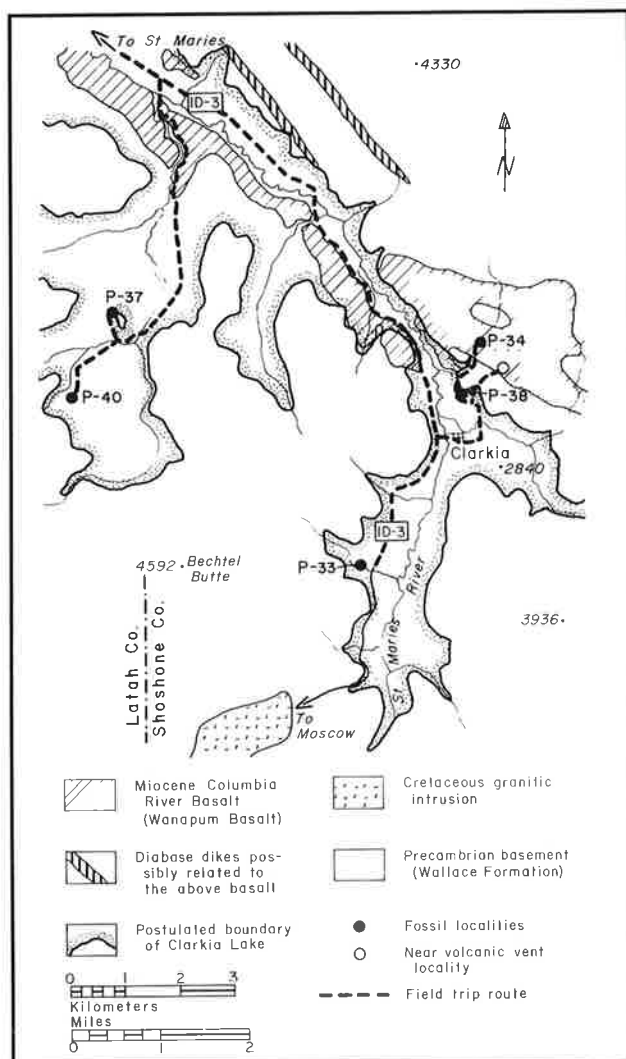 To St Maries
ID-3
4330
N
P-37
P-34
P-40
P-38
Clarkia
2840
ID-3
P-33
4592 Bechtel
Butte
River
3936
Maries
St
Latah Co.
Shoshone Co.
To
Moscow
Miocene Columbia
River Basalt
(Wanapum Basalt)
Cretaceous granitic
intrusion
Diabase dikes pos-
sibly related to
the above basalt
Precambrian basement
(Wallace Formation)
Postulated boundary
of Clarkia Lake
Fossil localities
Near volcanic vent
locality
Field trip route
0 1 2 3
Kilometers
Miles
0 1 2